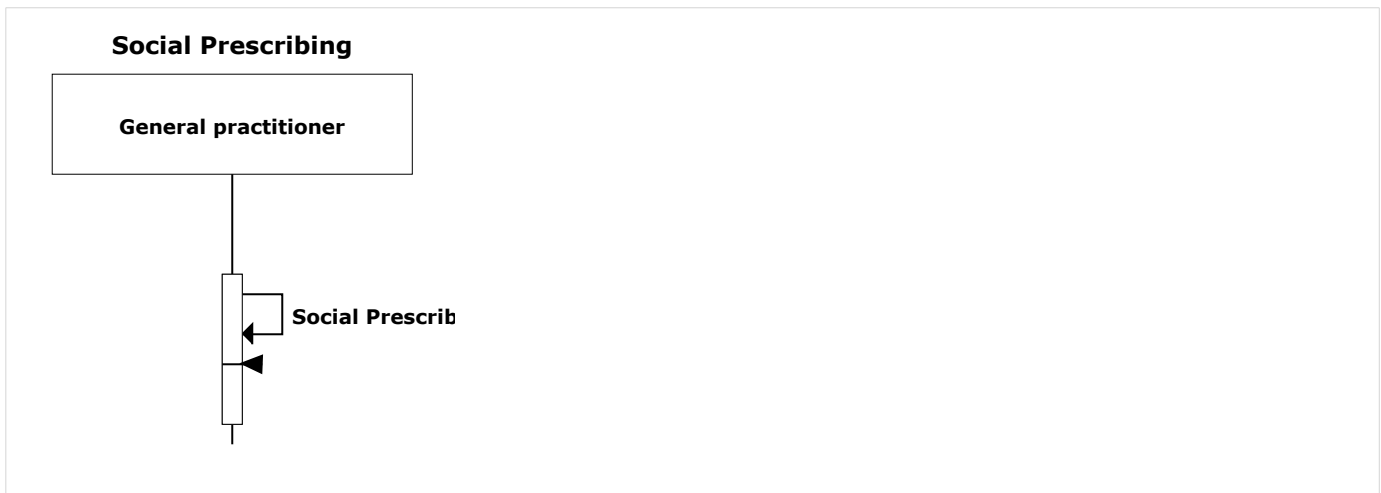 Social Prescribing
General practitioner
Social Prescrib